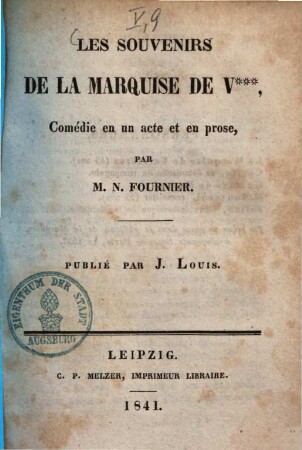 V,9
LES SOUVENIRS
DE LA MARQUISE DE V***,
Comédie en un acte et en prose,
PAR
M. N. FOURNIER.
PUBLIÉ PAR J. LOUIS.
EIGENTHUM DER STADT AUGSBURG
LEIPZIG.
C. P. MELZER, IMPRIMEUR LIBRAIRE.
1841.